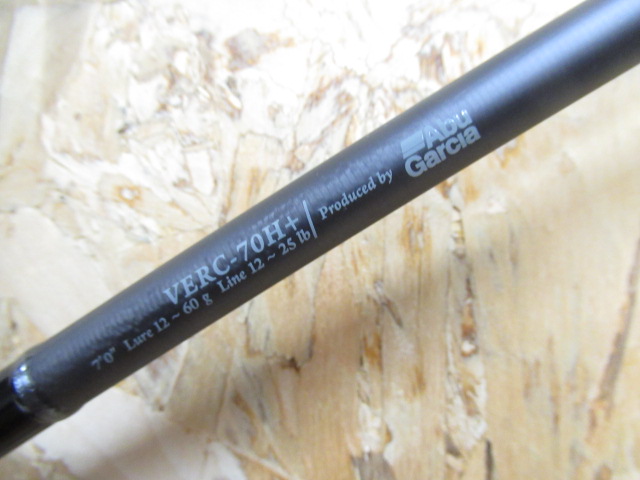 VERC-70H+
7'0" Lure 12 ~ 60 g Line 12 ~ 25 lb
Produced by
Abu
Garcia